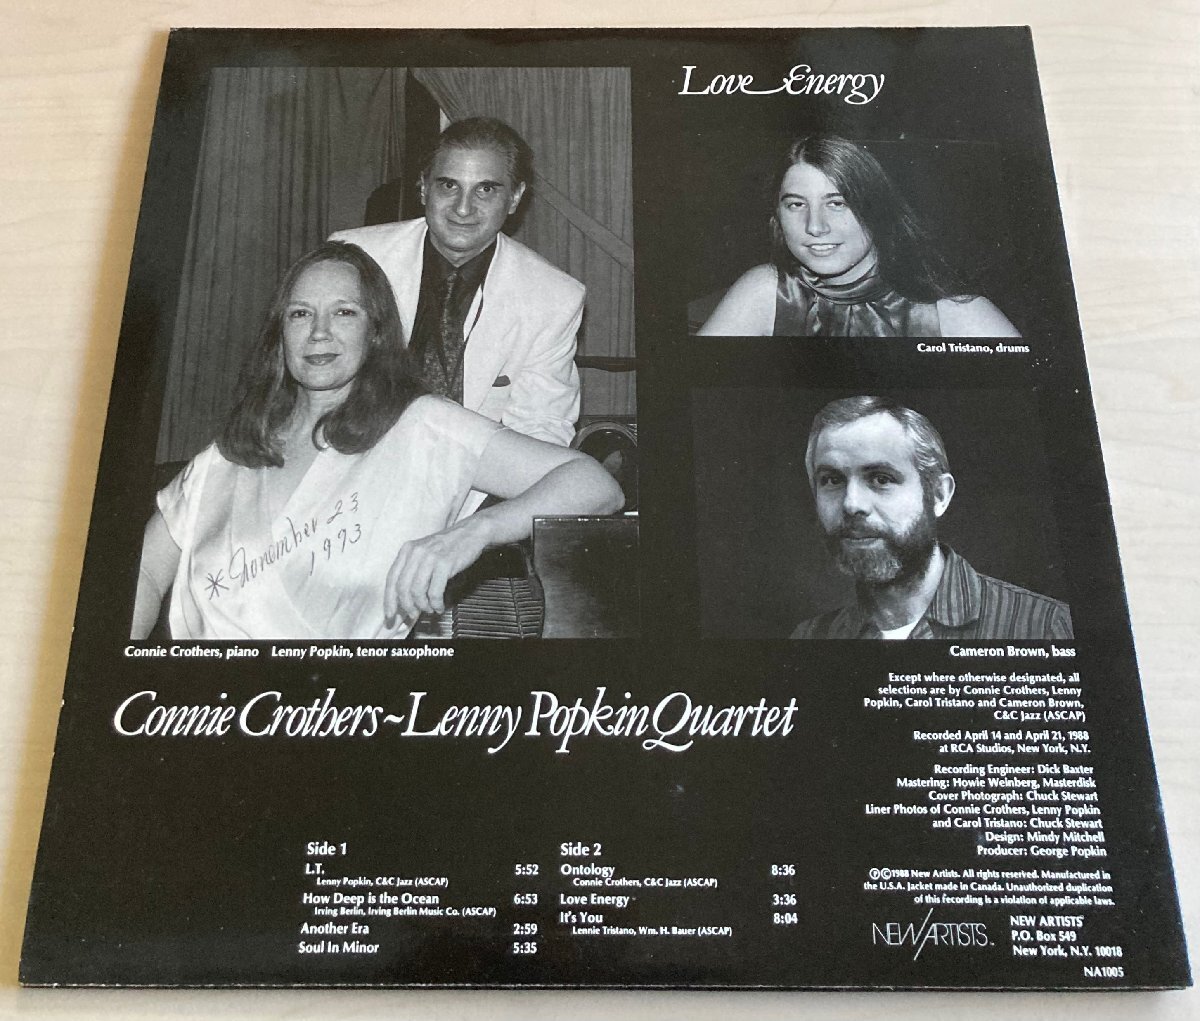 Love Energy
Carol Tristano, drums
* November 23
1993
Connie Crothers, piano Lenny Popkin, tenor saxophone
Cameron Brown, bass
Connie Crothers~Lenny Popkin Quartet
Except where otherwise designated, all
selections are by Connie Crothers, Lenny
Popkin, Carol Tristano and Cameron Brown,
C&C Jazz (ASCAP)
Recorded April 14 and April 21, 1988
at RCA Studios, New York, N.Y.
Recording Engineer: Dick Baxter
Mastering: Howie Weinberg, Masterdisk
Cover Photograph: Chuck Stewart
Liner Photos of Connie Crothers, Lenny Popkin
and Carol Tristano: Chuck Stewart
Design: Mindy Mitchell
Producer: George Popkin
Side 1
L.T. 5:52
Lenny Popkin, C&C Jazz (ASCAP)
How Deep is the Ocean 6:53
Irving Berlin, Irving Berlin Music Co. (ASCAP)
Another Era 2:59
Soul In Minor 5:35
Side 2
Ontology 8:36
Connie Crothers, C&C Jazz (ASCAP)
Love Energy 3:36
It's You 8:04
Lennie Tristano, Wm. H. Bauer (ASCAP)
℗©1988 New Artists. All rights reserved. Manufactured in
the U.S.A. Jacket made in Canada. Unauthorized duplication
of this recording is a violation of applicable laws.
NEW/ARTISTS.
NEW ARTISTS
P.O. Box 549
New York, N.Y. 10018
NA1005